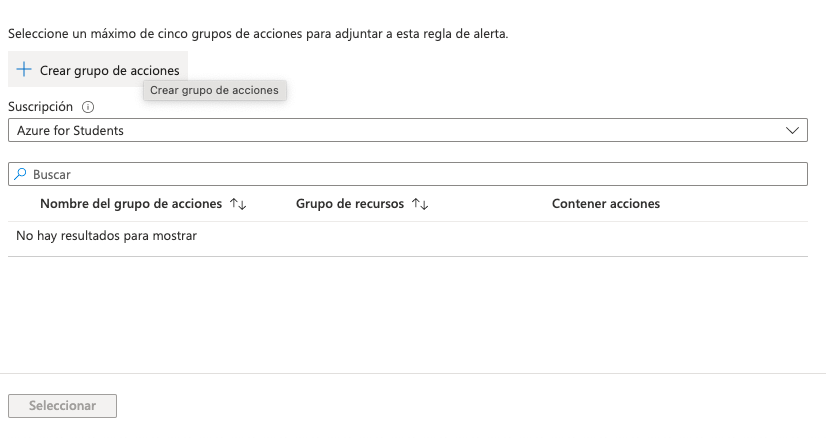 Seleccione un máximo de cinco grupos de acciones para adjuntar a esta regla de alerta.
Crear grupo de acciones
Crear grupo de acciones
Suscripción
Azure for Students
Buscar
Nombre del grupo de acciones Grupo de recursos Contener acciones
No hay resultados para mostrar
Seleccionar